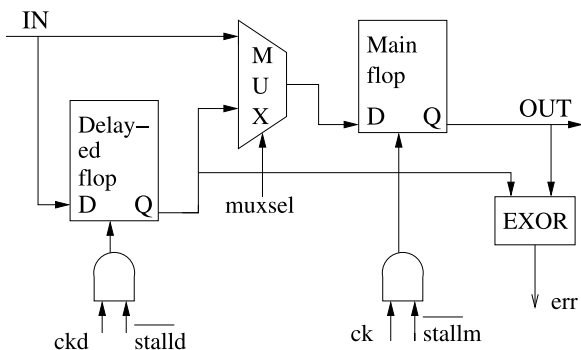 IN
M
U
X
Main
flop
D Q
OUT
Delay–
ed
flop
D Q
muxsel
EXOR
err
ckd
stalld
ck
stallm